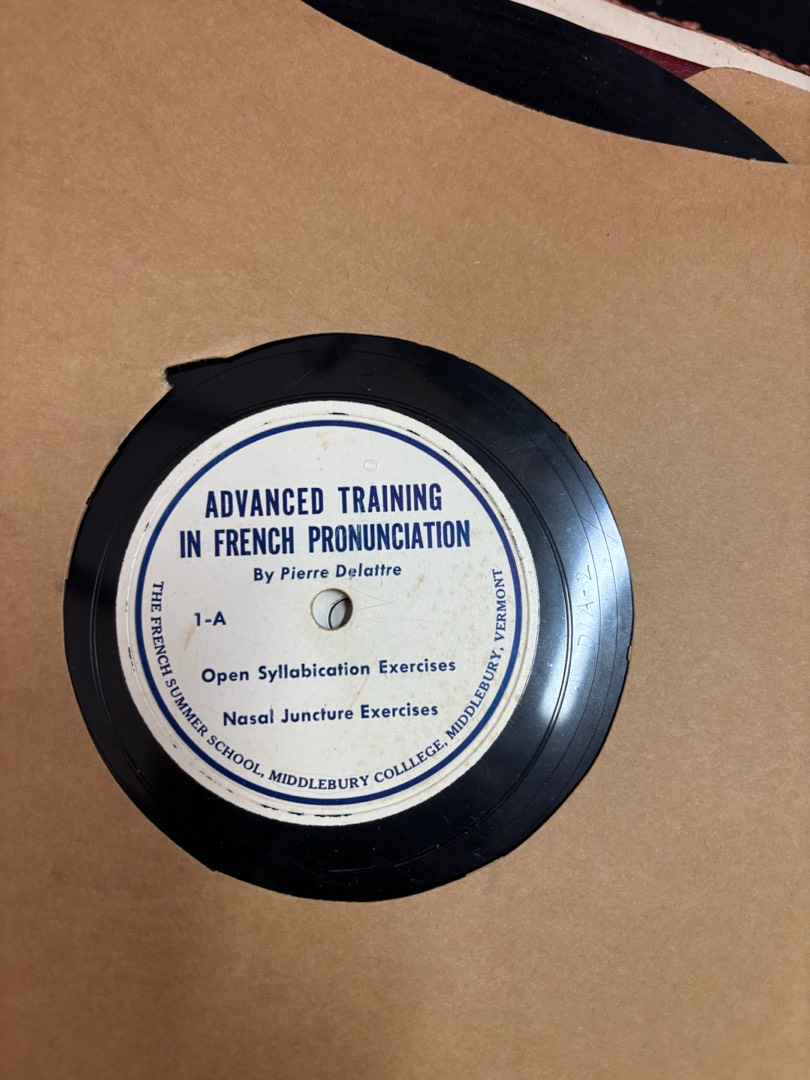 ADVANCED TRAINING
IN FRENCH PRONUNCIATION
By Pierre Delattre
1-A
Open Syllabication Exercises
Nasal Juncture Exercises
THE FRENCH SUMMER SCHOOL, MIDDLEBURY COLLLEGE, MIDDLEBURY, VERMONT